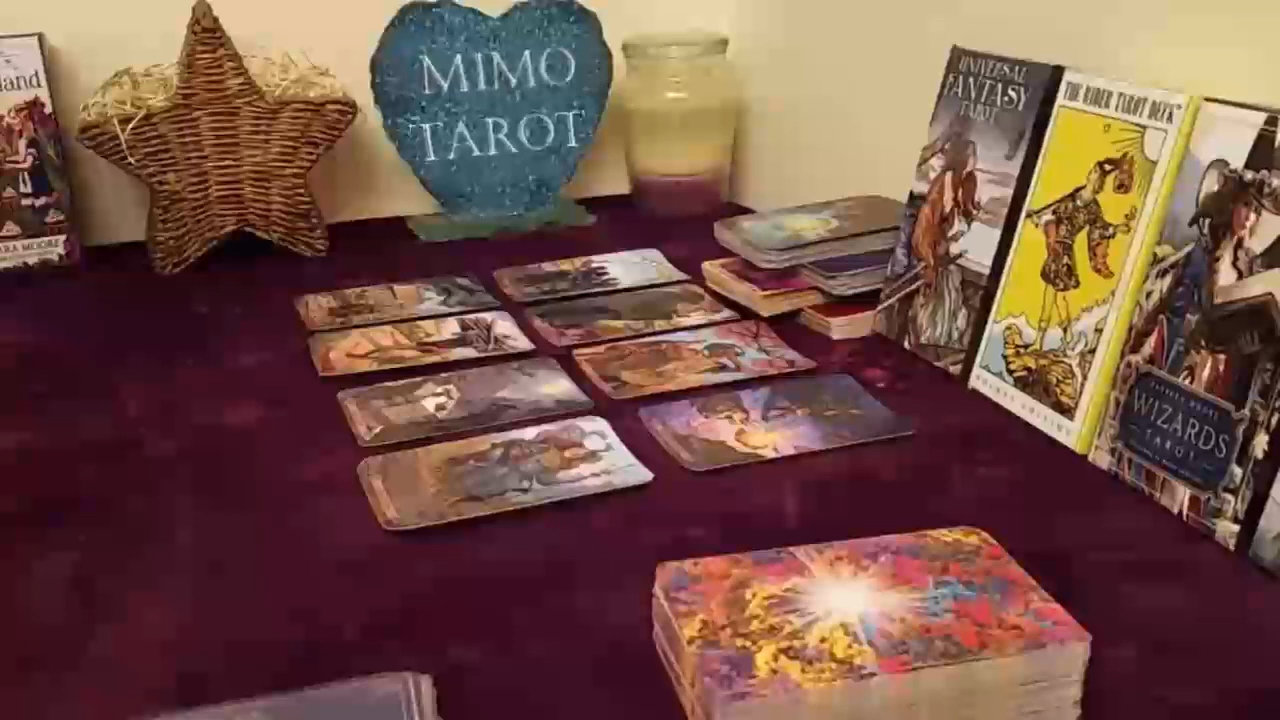 land
ARA MOORE
MIMO
TAROT
UNIVERSAL
FANTASY
TAROT
THE RIDER TAROT DECK
WIZARDS
TAROT